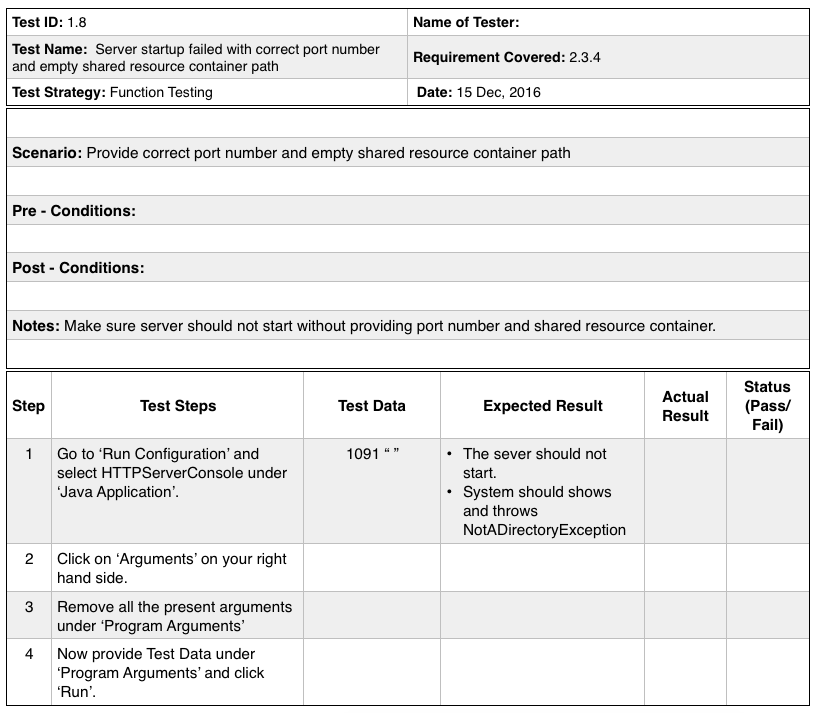 Test ID: 1.8
Name of Tester:
Test Name:  Server startup failed with correct port number
and empty shared resource container path
Requirement Covered: 2.3.4
Test Strategy: Function Testing
Date: 15 Dec, 2016
Scenario: Provide correct port number and empty shared resource container path
Pre - Conditions:
Post - Conditions:
Notes: Make sure server should not start without providing port number and shared resource container.
Step
Test Steps
Test Data
Expected Result
Actual
Result
Status
(Pass/
Fail)
1
Go to ‘Run Configuration’ and
select HTTPServerConsole under
‘Java Application’.
1091 “ ”
• The sever should not
start.
• System should shows
and throws
NotADirectoryException
2
Click on ‘Arguments’ on your right
hand side.
3
Remove all the present arguments
under ‘Program Arguments’
4
Now provide Test Data under
‘Program Arguments’ and click
‘Run’.